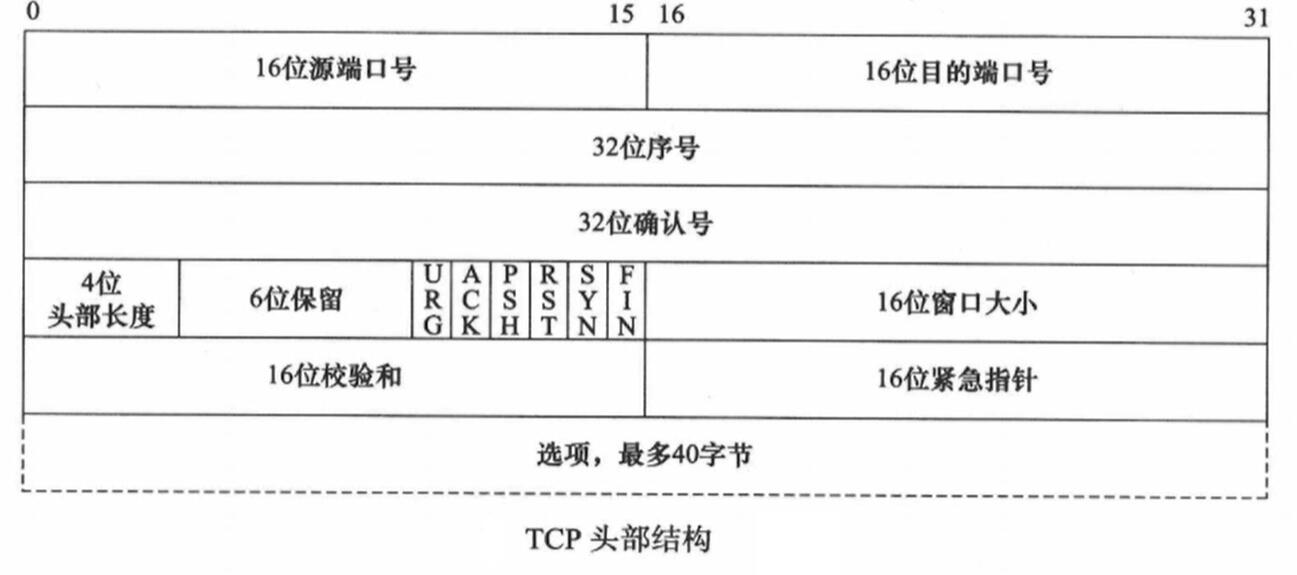 0 15 16 31
16位源端口号 16位目的端口号
32位序号
32位确认号
4位
头部长度 6位保留 URG ACK PSH RST SYN FIN 16位窗口大小
16位校验和 16位紧急指针
选项，最多40字节
TCP 头部结构